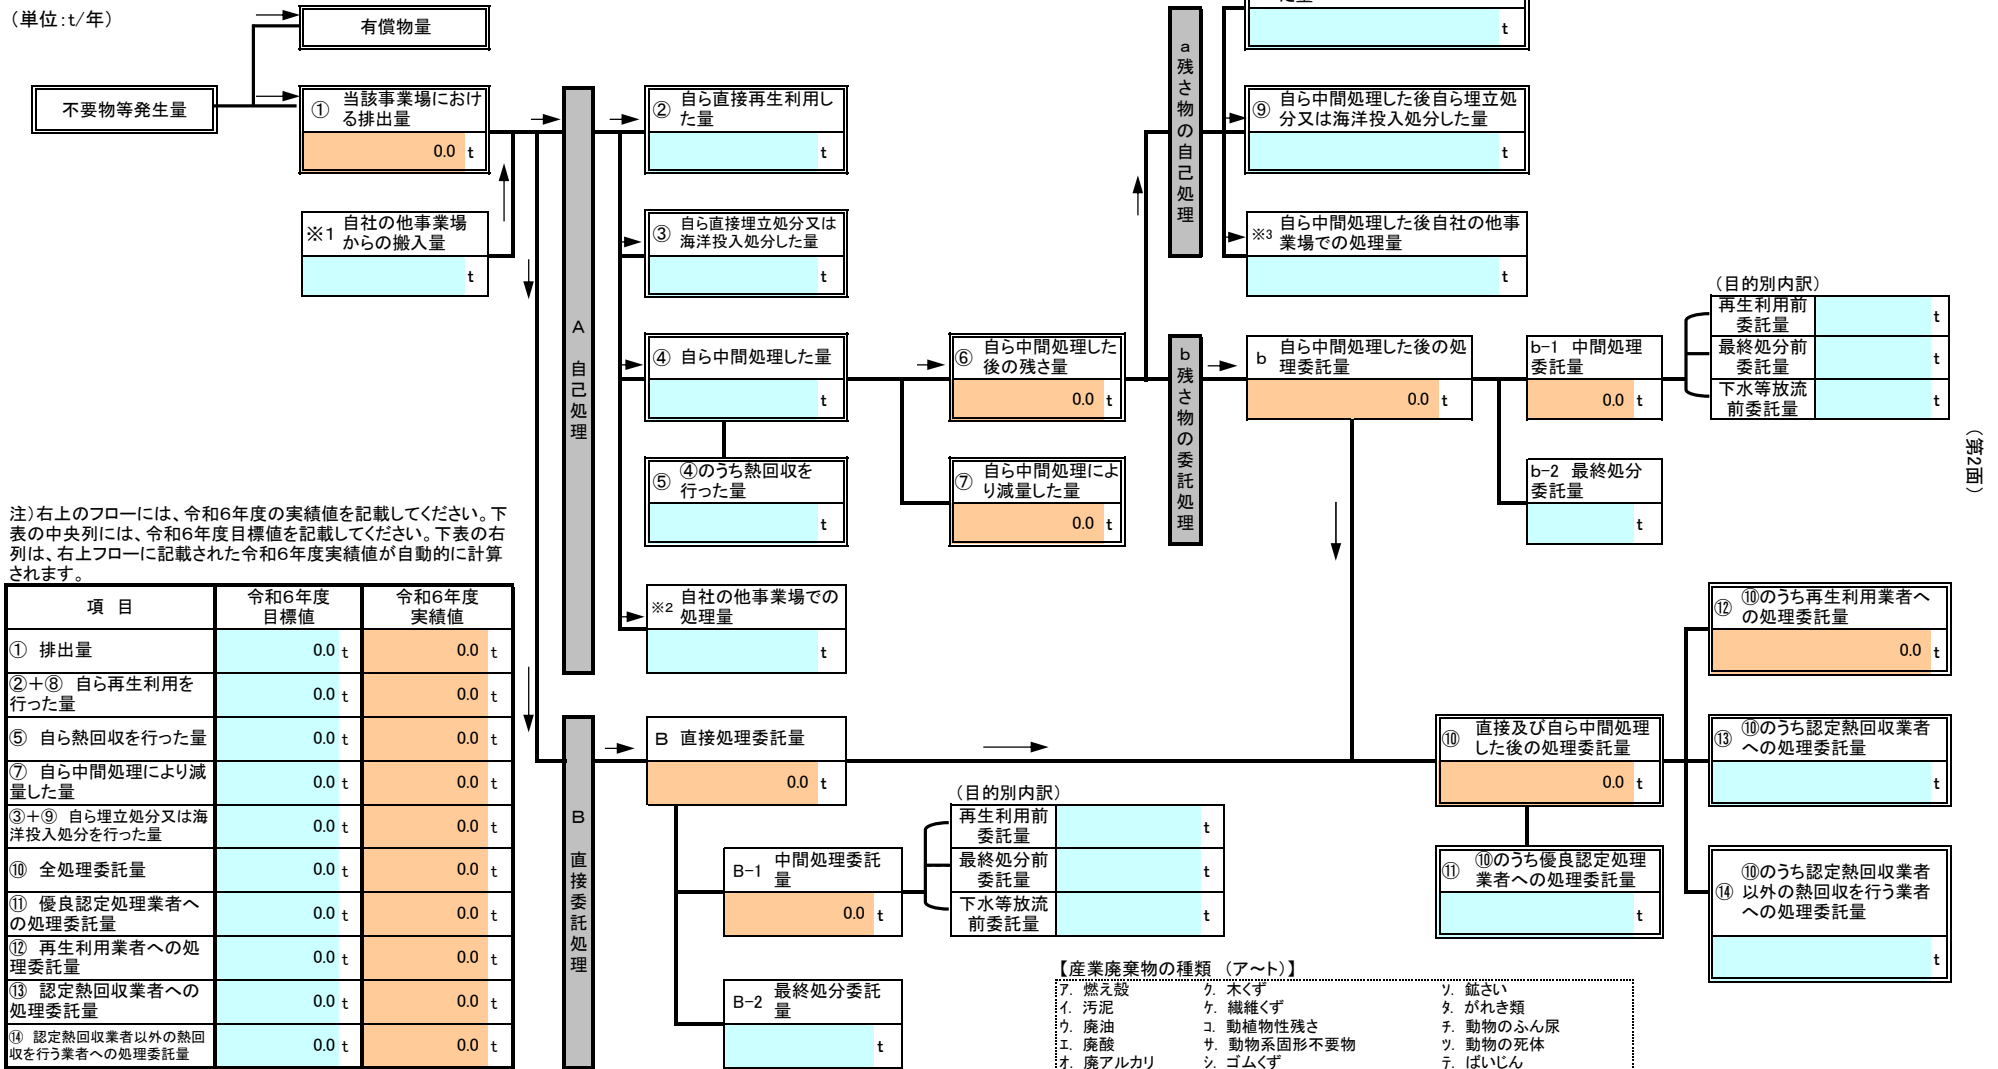 （単位：t/年）
有償物量
不要物等発生量
① 当該事業場におけ
る排出量
0.0 t
※1 自社の他事業場
からの搬入量
t
A 自己処理
② 自ら直接再生利用し
た量
t
③ 自ら直接埋立処分又は
海洋投入処分した量
t
④ 自ら中間処理した量
t
⑤ ④のうち熱回収を
行った量
t
※2 自社の他事業場での
処理量
t
⑥ 自ら中間処理した
後の残さ量
0.0 t
⑦ 自ら中間処理によ
り減量した量
0.0 t
a 残さ物の自己処理
t
⑨ 自ら中間処理した後自ら埋立処
分又は海洋投入処分した量
t
※3 自ら中間処理した後自社の他事
業場での処理量
t
b 残さ物の委託処理
b 自ら中間処理した後の処
理委託量
0.0 t
b-1 中間処理
委託量
0.0 t
b-2 最終処分
委託量
t
（目的別内訳）
再生利用前
委託量
t
最終処分前
委託量
t
下水等放流
前委託量
t
（第2面）
注）右上のフローには、令和6年度の実績値を記載してください。下
表の中央列には、令和6年度目標値を記載してください。下表の右
列は、右上フローに記載された令和6年度実績値が自動的に計算
されます。
項 目 令和6年度
目標値 令和6年度
実績値
① 排出量 0.0 t 0.0 t
②＋⑧ 自ら再生利用を
行った量 0.0 t 0.0 t
⑤ 自ら熱回収を行った量 0.0 t 0.0 t
⑦ 自ら中間処理により減
量した量 0.0 t 0.0 t
③＋⑨ 自ら埋立処分又は海
洋投入処分を行った量 0.0 t 0.0 t
⑩ 全処理委託量 0.0 t 0.0 t
⑪ 優良認定処理業者へ
の処理委託量 0.0 t 0.0 t
⑫ 再生利用業者への処
理委託量 0.0 t 0.0 t
⑬ 認定熱回収業者への
処理委託量 0.0 t 0.0 t
⑭ 認定熱回収業者以外の熱回
収を行う業者への処理委託量 0.0 t 0.0 t
B 直接委託処理
B 直接処理委託量
0.0 t
B-1 中間処理委託
量
0.0 t
B-2 最終処分委託
量
t
（目的別内訳）
再生利用前
委託量
t
最終処分前
委託量
t
下水等放流
前委託量
t
⑩ 直接及び自ら中間処理
した後の処理委託量
0.0 t
⑪ ⑩のうち優良認定処理
業者への処理委託量
t
⑫ ⑩のうち再生利用業者へ
の処理委託量
0.0 t
⑬ ⑩のうち認定熱回収業者
への処理委託量
t
⑭ ⑩のうち認定熱回収業者
以外の熱回収を行う業者
への処理委託量
t
【産業廃棄物の種類 （ア～ト）】
ア. 燃え殻 ク. 木くず ソ. 鉱さい
イ. 汚泥 ケ. 繊維くず タ. がれき類
ウ. 廃油 コ. 動植物性残さ チ. 動物のふん尿
エ. 廃酸 サ. 動物系固形不要物 ツ. 動物の死体
オ. 廃アルカリ シ. ゴムくず テ. ばいじん